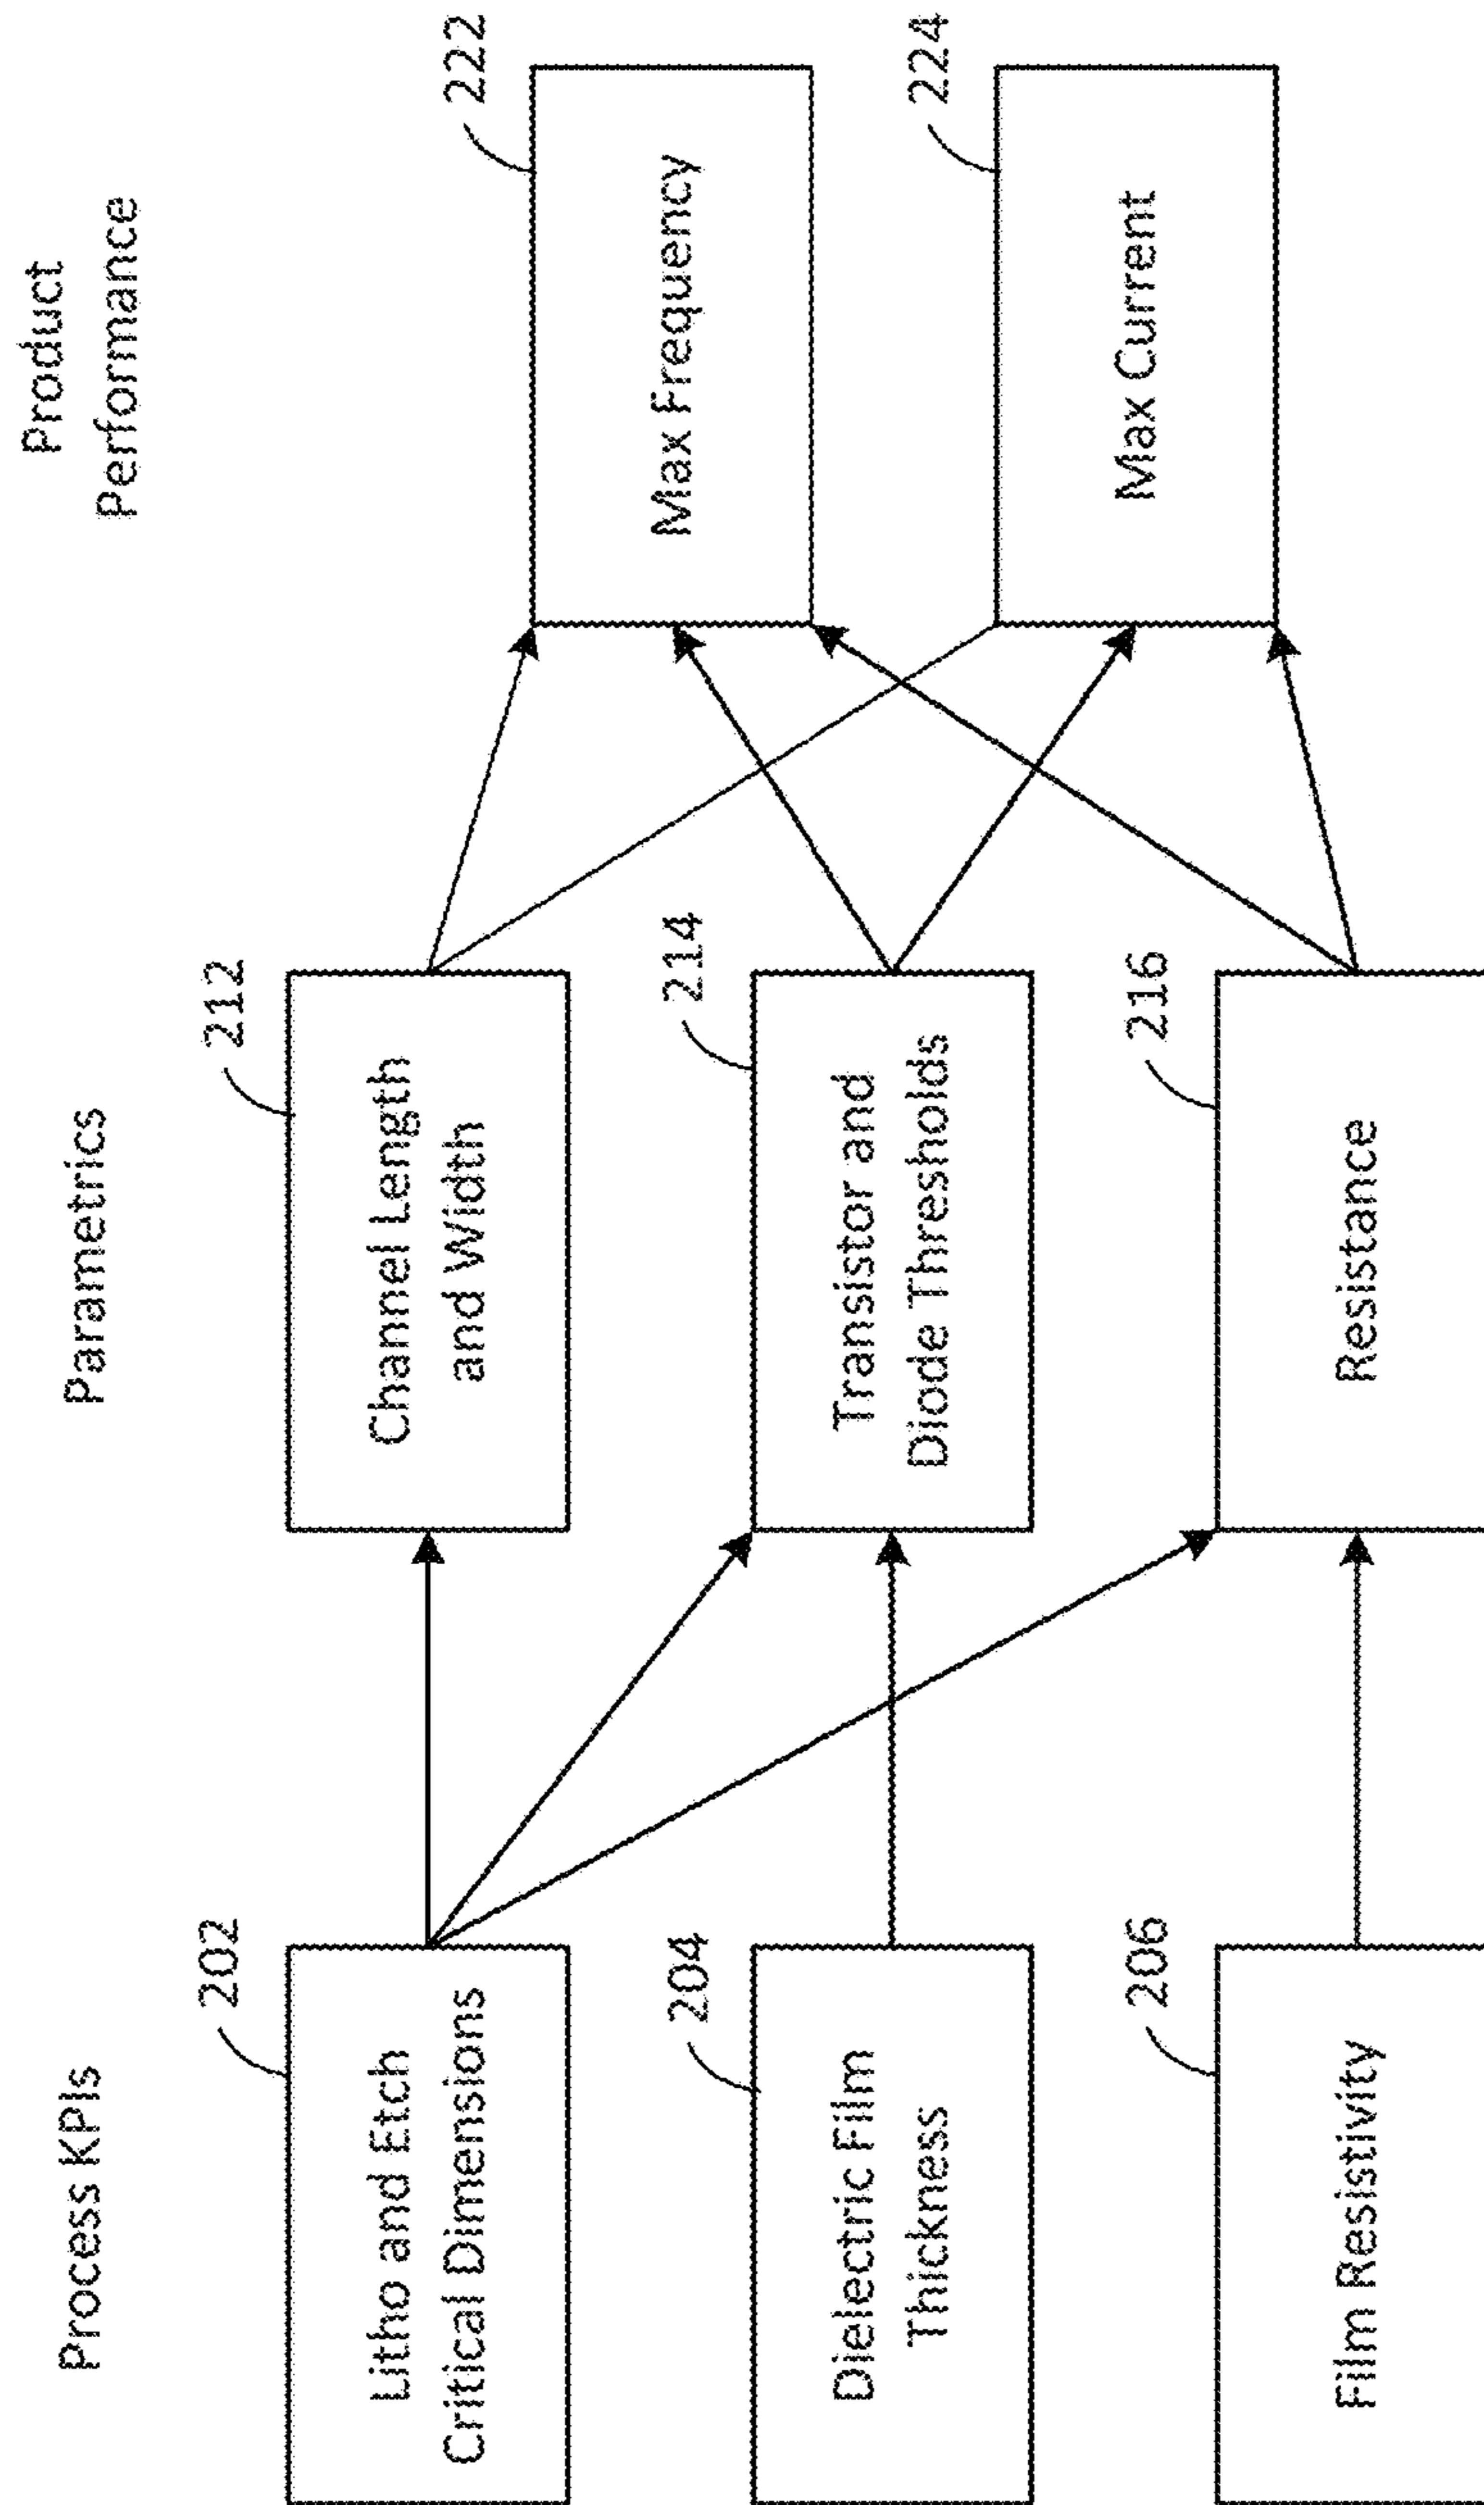 Process KPIs
Parametrics
Product
Performance
202
Litho and Etch
Critical Dimensions
212
Channel Length
and Width
222
Max Frequency
204
Dielectric Film
Thickness
214
Transistor and
Diode Thresholds
224
Max Current
206
Film Resistivity
216
Resistance